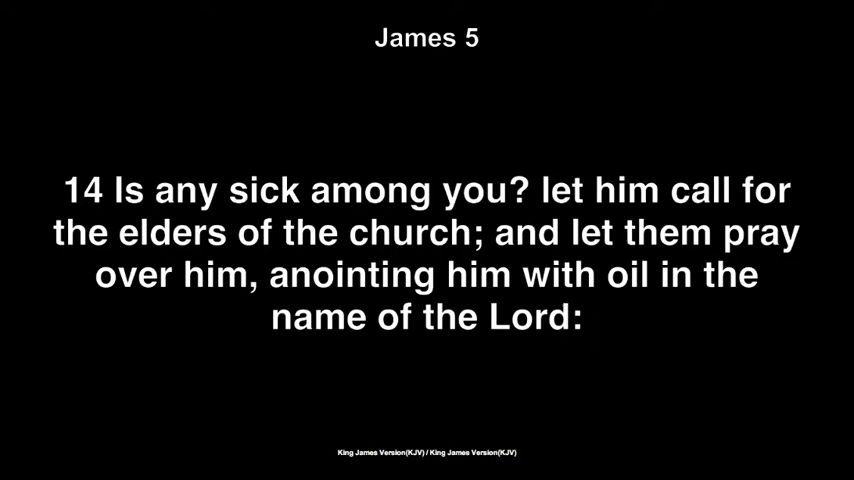 James 5
14 Is any sick among you? let him call for
the elders of the church; and let them pray
over him, anointing him with oil in the
name of the Lord:
King James Version(KJV) / King James Version(KJV)